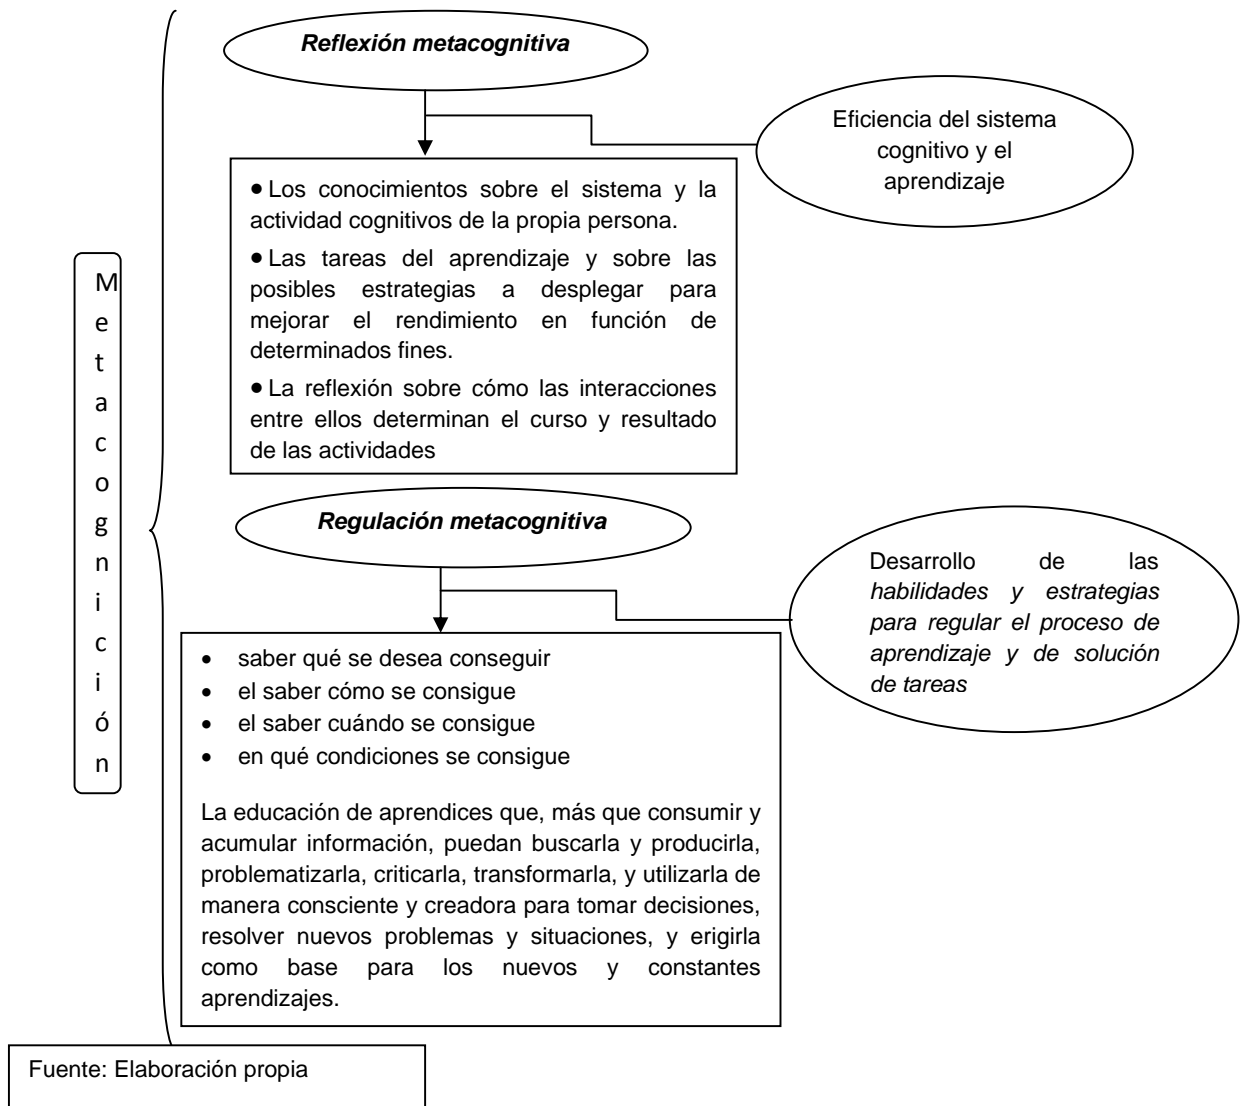 Reflexión metacognitiva
Eficiencia del sistema
cognitivo y el
aprendizaje
• Los conocimientos sobre el sistema y la
actividad cognitivos de la propia persona.
• Las tareas del aprendizaje y sobre las
posibles estrategias a desplegar para
mejorar el rendimiento en función de
determinados fines.
• La reflexión sobre cómo las interacciones
entre ellos determinan el curso y resultado
de las actividades
M
e
t
a
c
o
g
n
i
c
i
ó
n
Regulación metacognitiva
Desarrollo de las
habilidades y estrategias
para regular el proceso de
aprendizaje y de solución
de tareas
• saber qué se desea conseguir
• el saber cómo se consigue
• el saber cuándo se consigue
• en qué condiciones se consigue
La educación de aprendices que, más que consumir y
acumular información, puedan buscarla y producirla,
problematizarla, criticarla, transformarla, y utilizarla de
manera consciente y creadora para tomar decisiones,
resolver nuevos problemas y situaciones, y erigirla
como base para los nuevos y constantes
aprendizajes.
Fuente: Elaboración propia